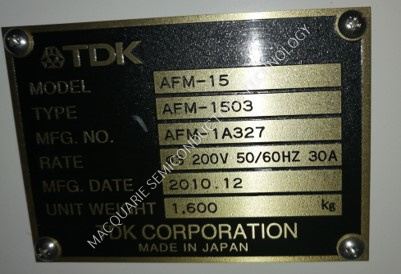 TDK
MODEL AFM-15
TYPE AFM-1503
MFG. NO. AFM-1A327
RATE 200V 50/60HZ 30A
MFG. DATE 2010.12
UNIT WEIGHT 1,600 kg
TDK CORPORATION
MADE IN JAPAN
MACQUARIE SEMICONDUCTOR TECHNOLOGY